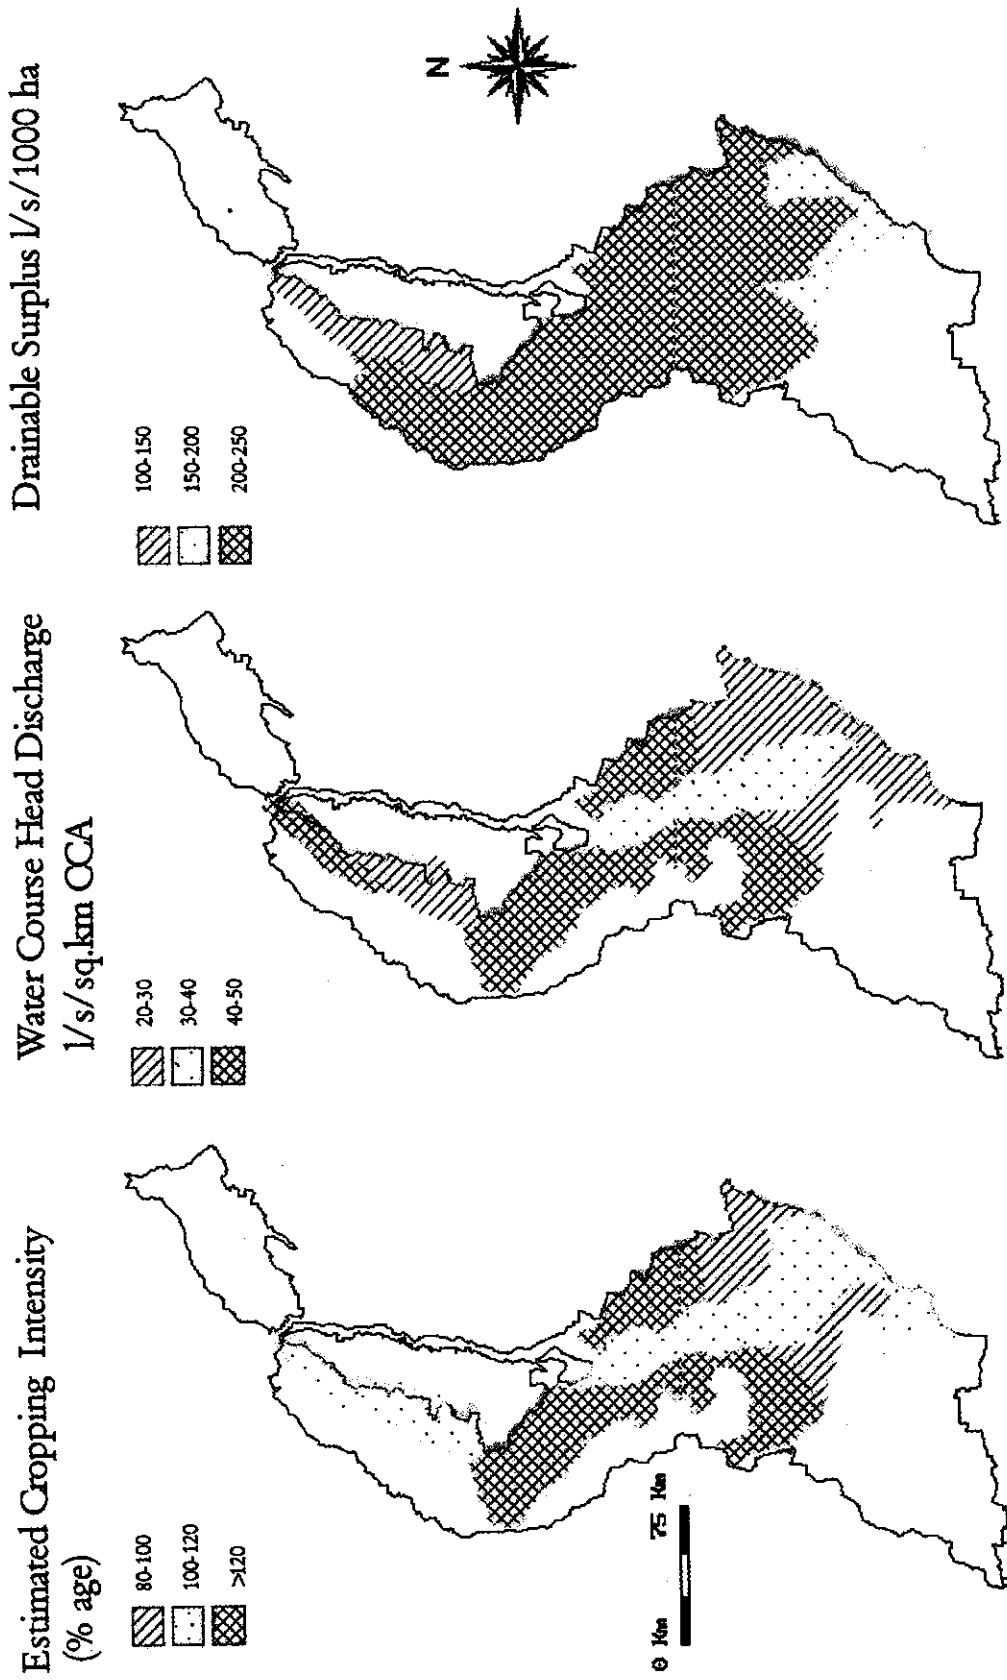 Estimated Cropping Intensity
(% age)
80-100
100-120
>120
0 Km 75 Km
Water Course Head Discharge
l/s/sq.km CCA
20-30
30-40
40-50
Drainable Surplus l/s/1000 ha
100-150
150-200
200-250
N